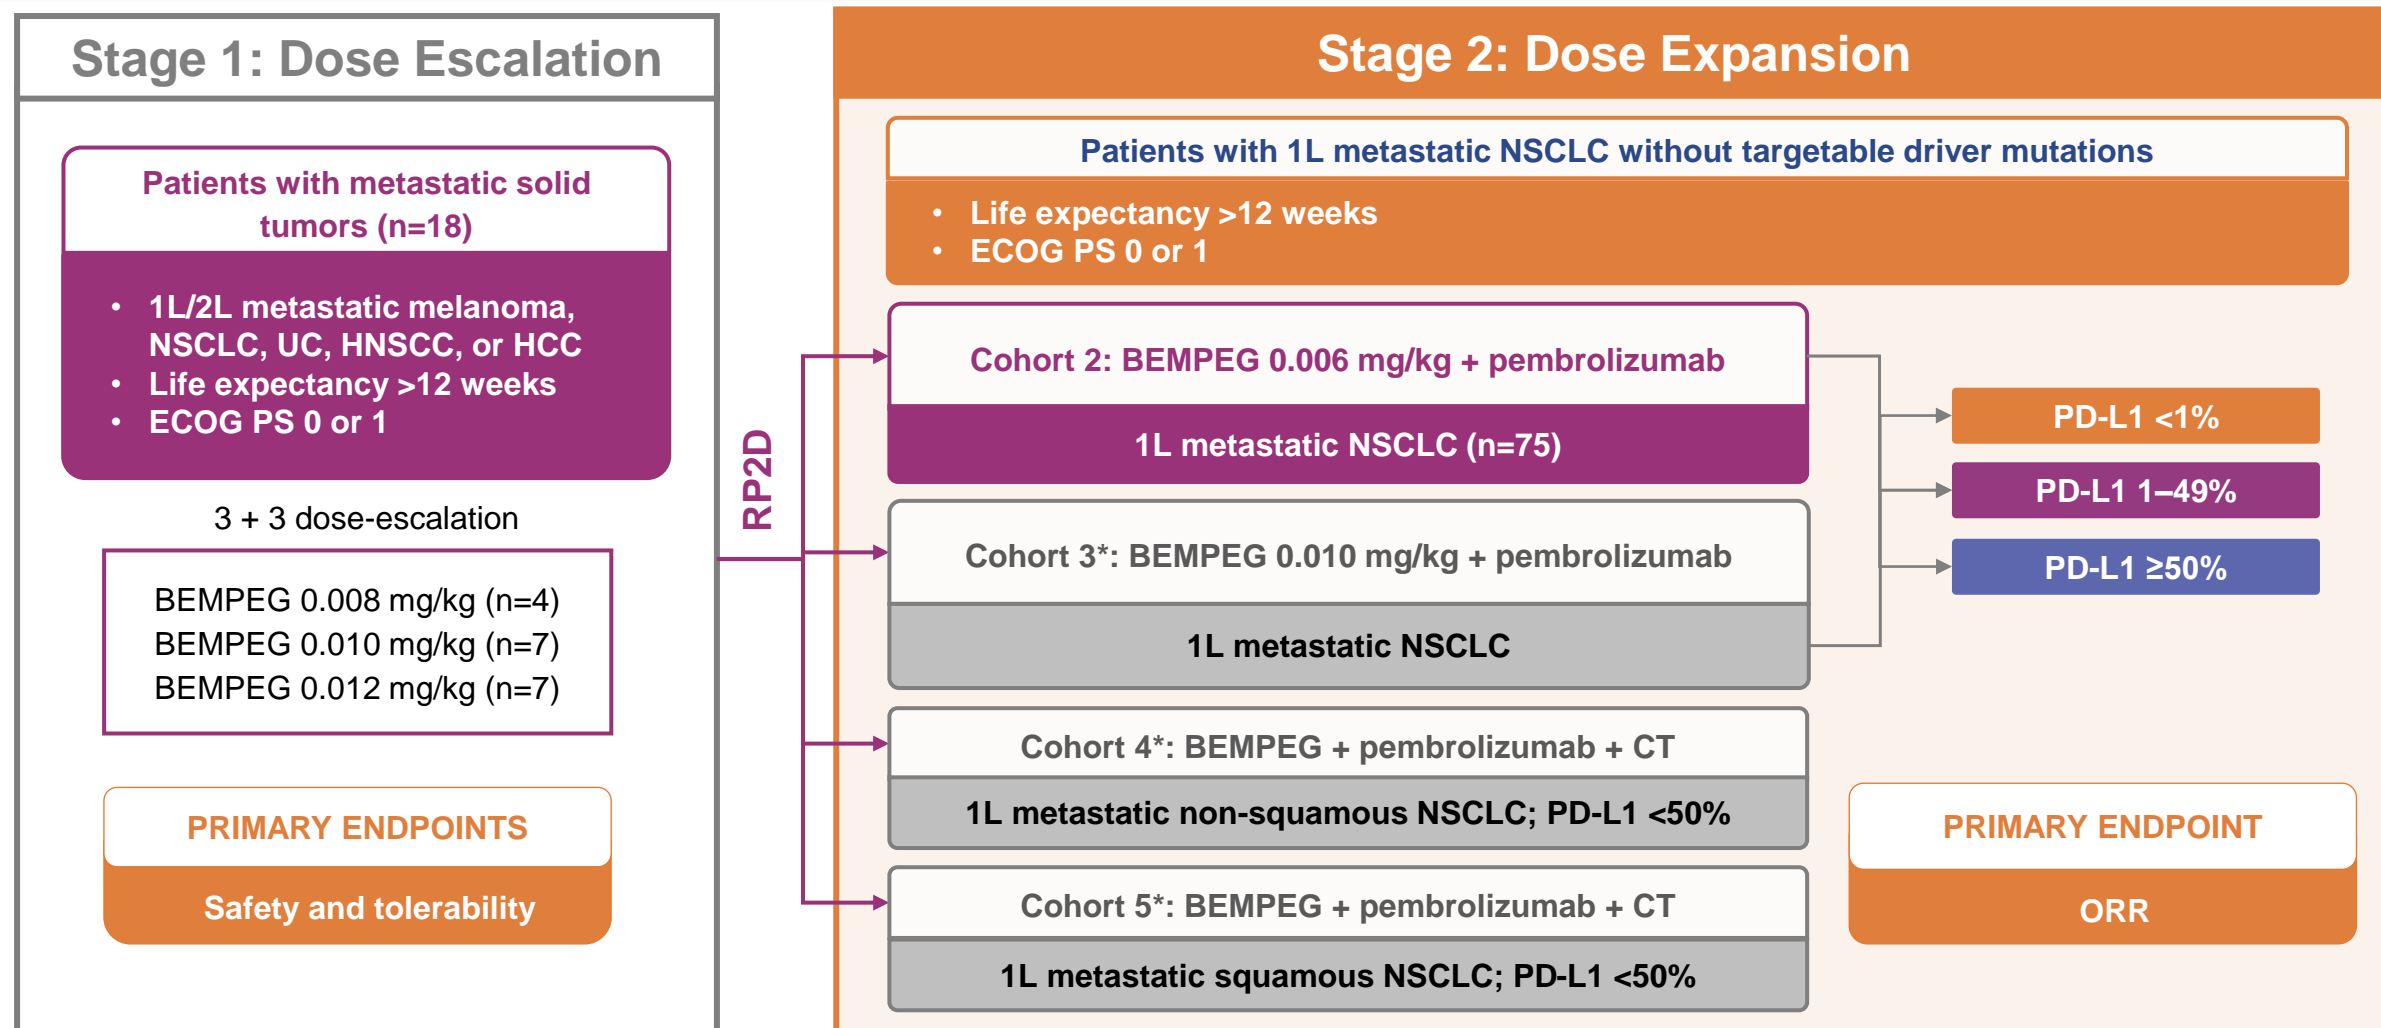 Stage 1: Dose Escalation
Patients with metastatic solid
tumors (n=18)
• 1L/2L metastatic melanoma,
NSCLC, UC, HNSCC, or HCC
• Life expectancy >12 weeks
• ECOG PS 0 or 1
3 + 3 dose-escalation
BEMPEG 0.008 mg/kg (n=4)
BEMPEG 0.010 mg/kg (n=7)
BEMPEG 0.012 mg/kg (n=7)
PRIMARY ENDPOINTS
Safety and tolerability
RP2D
Stage 2: Dose Expansion
Patients with 1L metastatic NSCLC without targetable driver mutations
• Life expectancy >12 weeks
• ECOG PS 0 or 1
Cohort 2: BEMPEG 0.006 mg/kg + pembrolizumab
1L metastatic NSCLC (n=75)
Cohort 3*: BEMPEG 0.010 mg/kg + pembrolizumab
1L metastatic NSCLC
Cohort 4*: BEMPEG + pembrolizumab + CT
1L metastatic non-squamous NSCLC; PD-L1 <50%
Cohort 5*: BEMPEG + pembrolizumab + CT
1L metastatic squamous NSCLC; PD-L1 <50%
PD-L1 <1%
PD-L1 1–49%
PD-L1 ≥50%
PRIMARY ENDPOINT
ORR